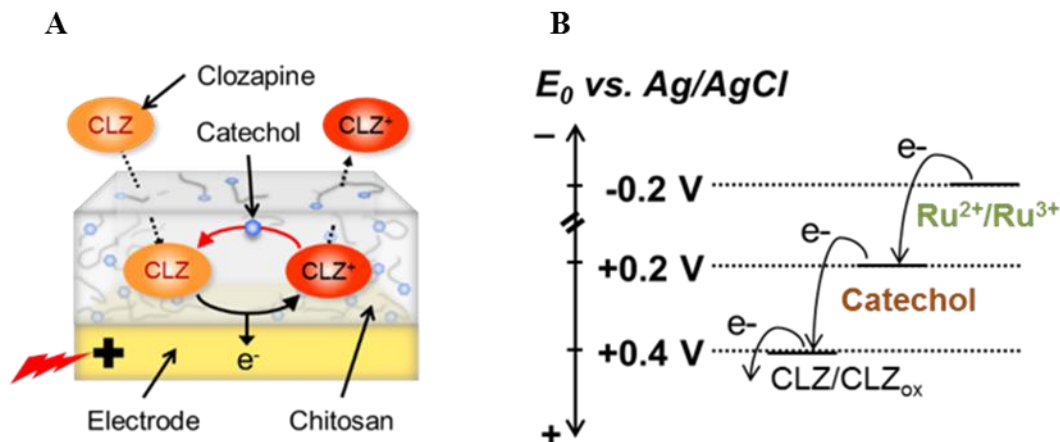 A
Clozapine
CLZ
Catechol
CLZ⁺
CLZ
CLZ⁺
+
e⁻
Electrode
Chitosan
B
E₀ vs. Ag/AgCl
−
e-
-0.2 V
Ru²⁺/Ru³⁺
e-
+0.2 V
Catechol
e-
+0.4 V
CLZ/CLZₒₓ
+